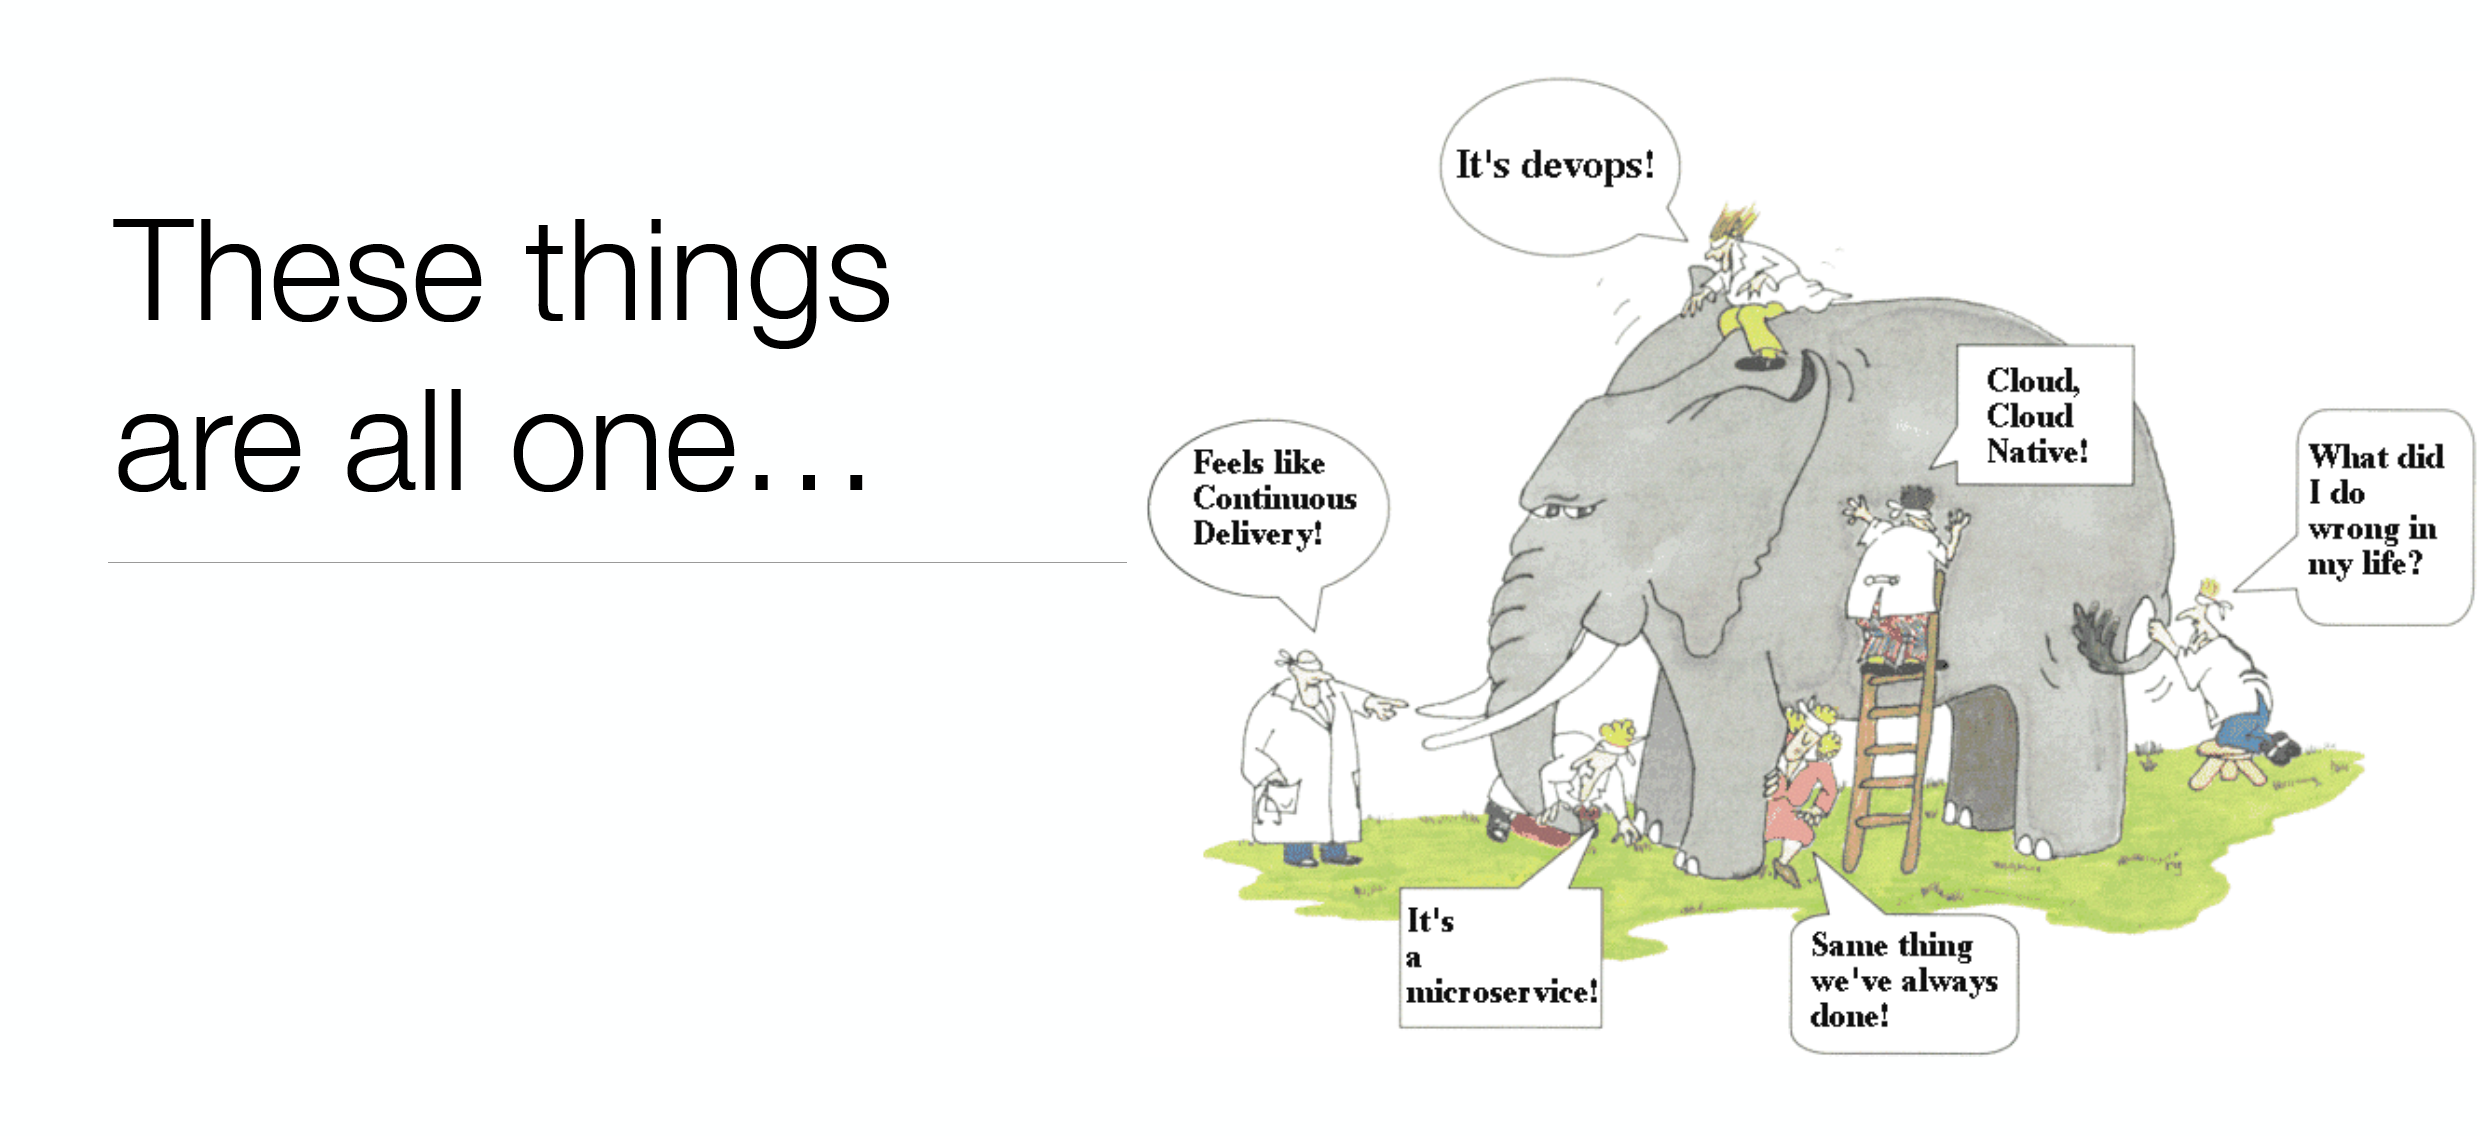 These things
are all one...
It's devops!
Cloud,
Cloud
Native!
What did
I do
wrong in
my life?
Feels like
Continuous
Delivery!
It's
a
microservice!
Same thing
we've always
done!